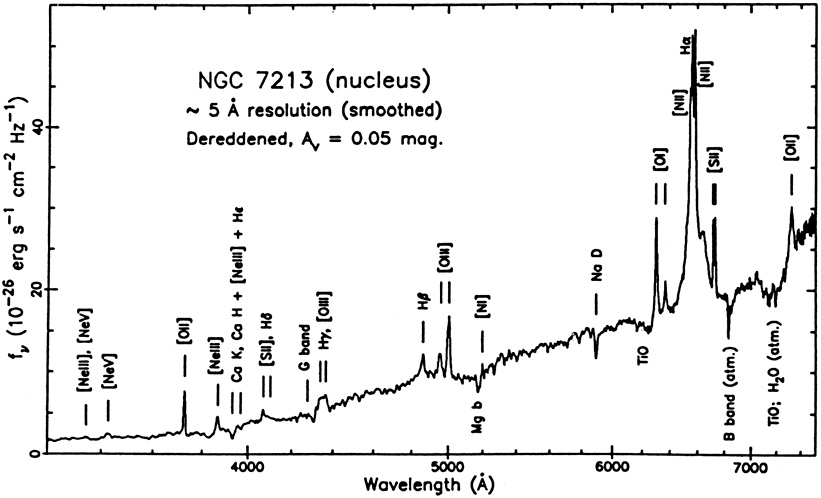 NGC 7213 (nucleus)
~ 5 Å resolution (smoothed)
Dereddened, Aᵥ = 0.05 mag.
fν (10⁻²⁶ erg s⁻¹ cm⁻² Hz⁻¹)
40
20
0
[NeIII], [NeV]
[NeV]
[OII]
[NeIII]
Ca K, Ca H + [NeIII] + Hε
[SII], Hδ
G band
Hγ, [OIII]
Hβ
[OIII]
Mg b
[NI]
Na D
TiO
[OI]
[NII]
Hα
[NII]
[SII]
B band (atm.)
TiO; H₂O (atm.)
[OII]
4000
5000
6000
7000
Wavelength (Å)